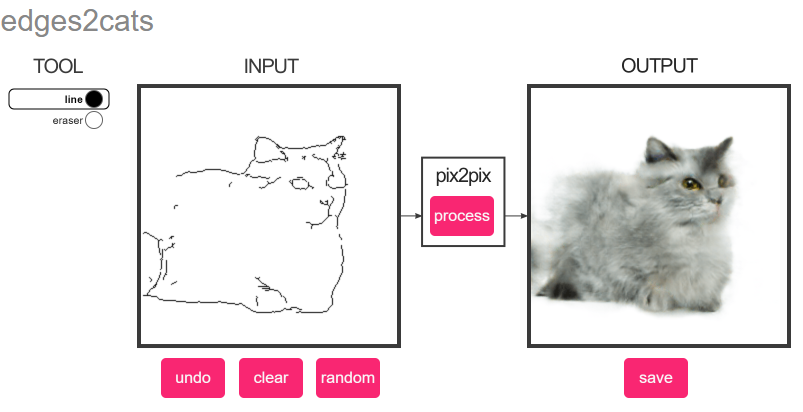 edges2cats
TOOL
INPUT
OUTPUT
line
eraser
pix2pix
process
undo
clear
random
save